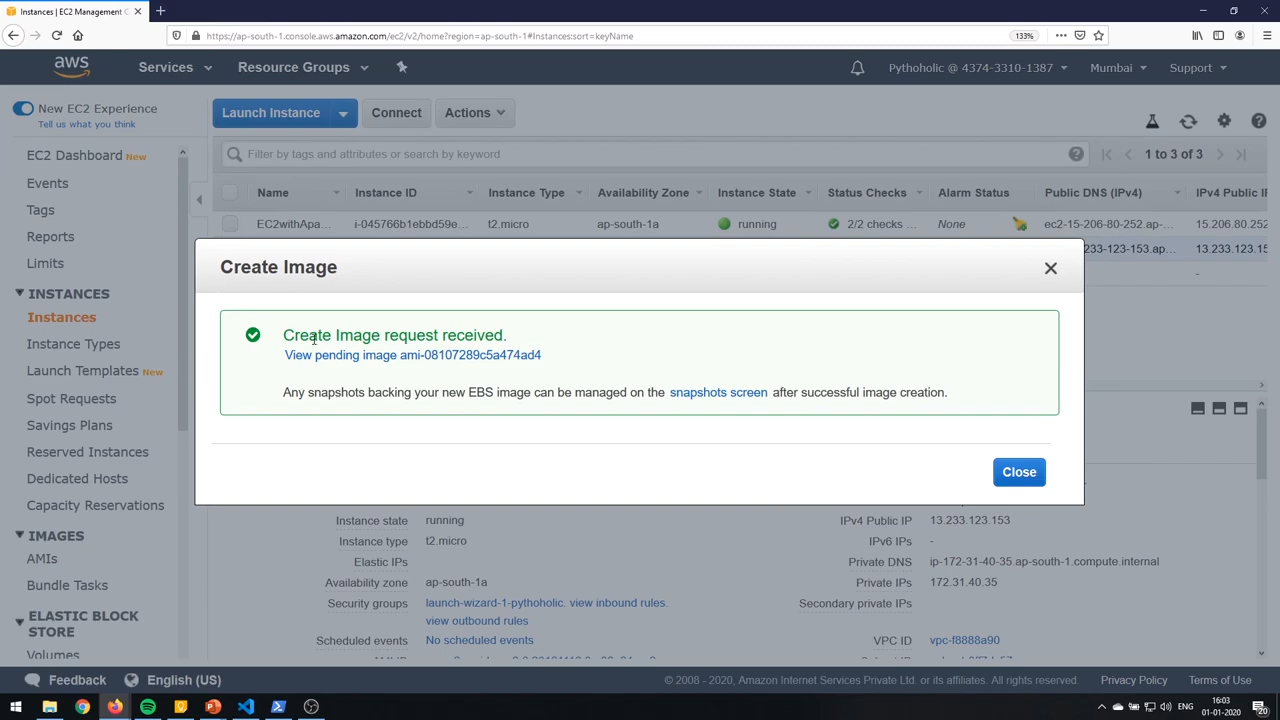 Instances | EC2 Management C
https://ap-south-1.console.aws.amazon.com/ec2/v2/home?region=ap-south-1#Instances:sort=keyName
133%
aws
Services
Resource Groups
Pythoholic @ 4374-3310-1387
Mumbai
Support
New EC2 Experience
Tell us what you think
Launch Instance
Connect
Actions
EC2 Dashboard New
Events
Tags
Reports
Limits
INSTANCES
Instances
Instance Types
Launch Templates New
Spot Requests
Savings Plans
Reserved Instances
Dedicated Hosts
Capacity Reservations
IMAGES
AMIs
Bundle Tasks
ELASTIC BLOCK
STORE
Volumes
Filter by tags and attributes or search by keyword
1 to 3 of 3
Name Instance ID Instance Type Availability Zone Instance State Status Checks Alarm Status Public DNS (IPv4) IPv4 Public IP
EC2withApa... i-045766b1ebbd59e... t2.micro ap-south-1a running 2/2 checks ... None ec2-15-206-80-252.ap-... 15.206.80.252
233-123-153.ap... 13.233.123.15
-
Create Image
Create Image request received.
View pending image ami-08107289c5a474ad4
Any snapshots backing your new EBS image can be managed on the snapshots screen after successful image creation.
Close
Instance state running
IPv4 Public IP 13.233.123.153
Instance type t2.micro
IPv6 IPs -
Elastic IPs
Private DNS ip-172-31-40-35.ap-south-1.compute.internal
Availability zone ap-south-1a
Private IPs 172.31.40.35
Security groups launch-wizard-1-pythoholic. view inbound rules.
view outbound rules
Secondary private IPs
Scheduled events No scheduled events
VPC ID vpc-f8888a90
Feedback
English (US)
© 2008 - 2020, Amazon Internet Services Private Ltd. or its affiliates. All rights reserved.
Privacy Policy
Terms of Use
ENG
16:03
01-01-2020
20